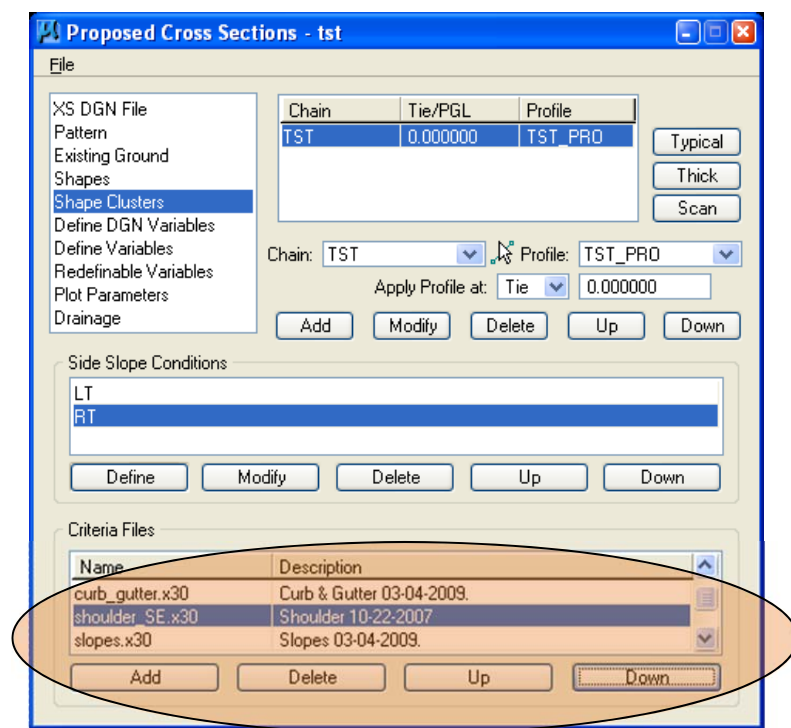 Proposed Cross Sections - tst
File
XS DGN File
Pattern
Existing Ground
Shapes
Shape Clusters
Define DGN Variables
Define Variables
Redefinable Variables
Plot Parameters
Drainage
Chain Tie/PGL Profile
TST 0.000000 TST_PRO
Typical
Thick
Scan
Chain: TST Profile: TST_PRO
Apply Profile at: Tie 0.000000
Add Modify Delete Up Down
Side Slope Conditions
LT
RT
Define Modify Delete Up Down
Criteria Files
Name Description
curb_gutter.x30 Curb & Gutter 03-04-2009.
shoulder_SE.x30 Shoulder 10-22-2007
slopes.x30 Slopes 03-04-2009.
Add Delete Up Down